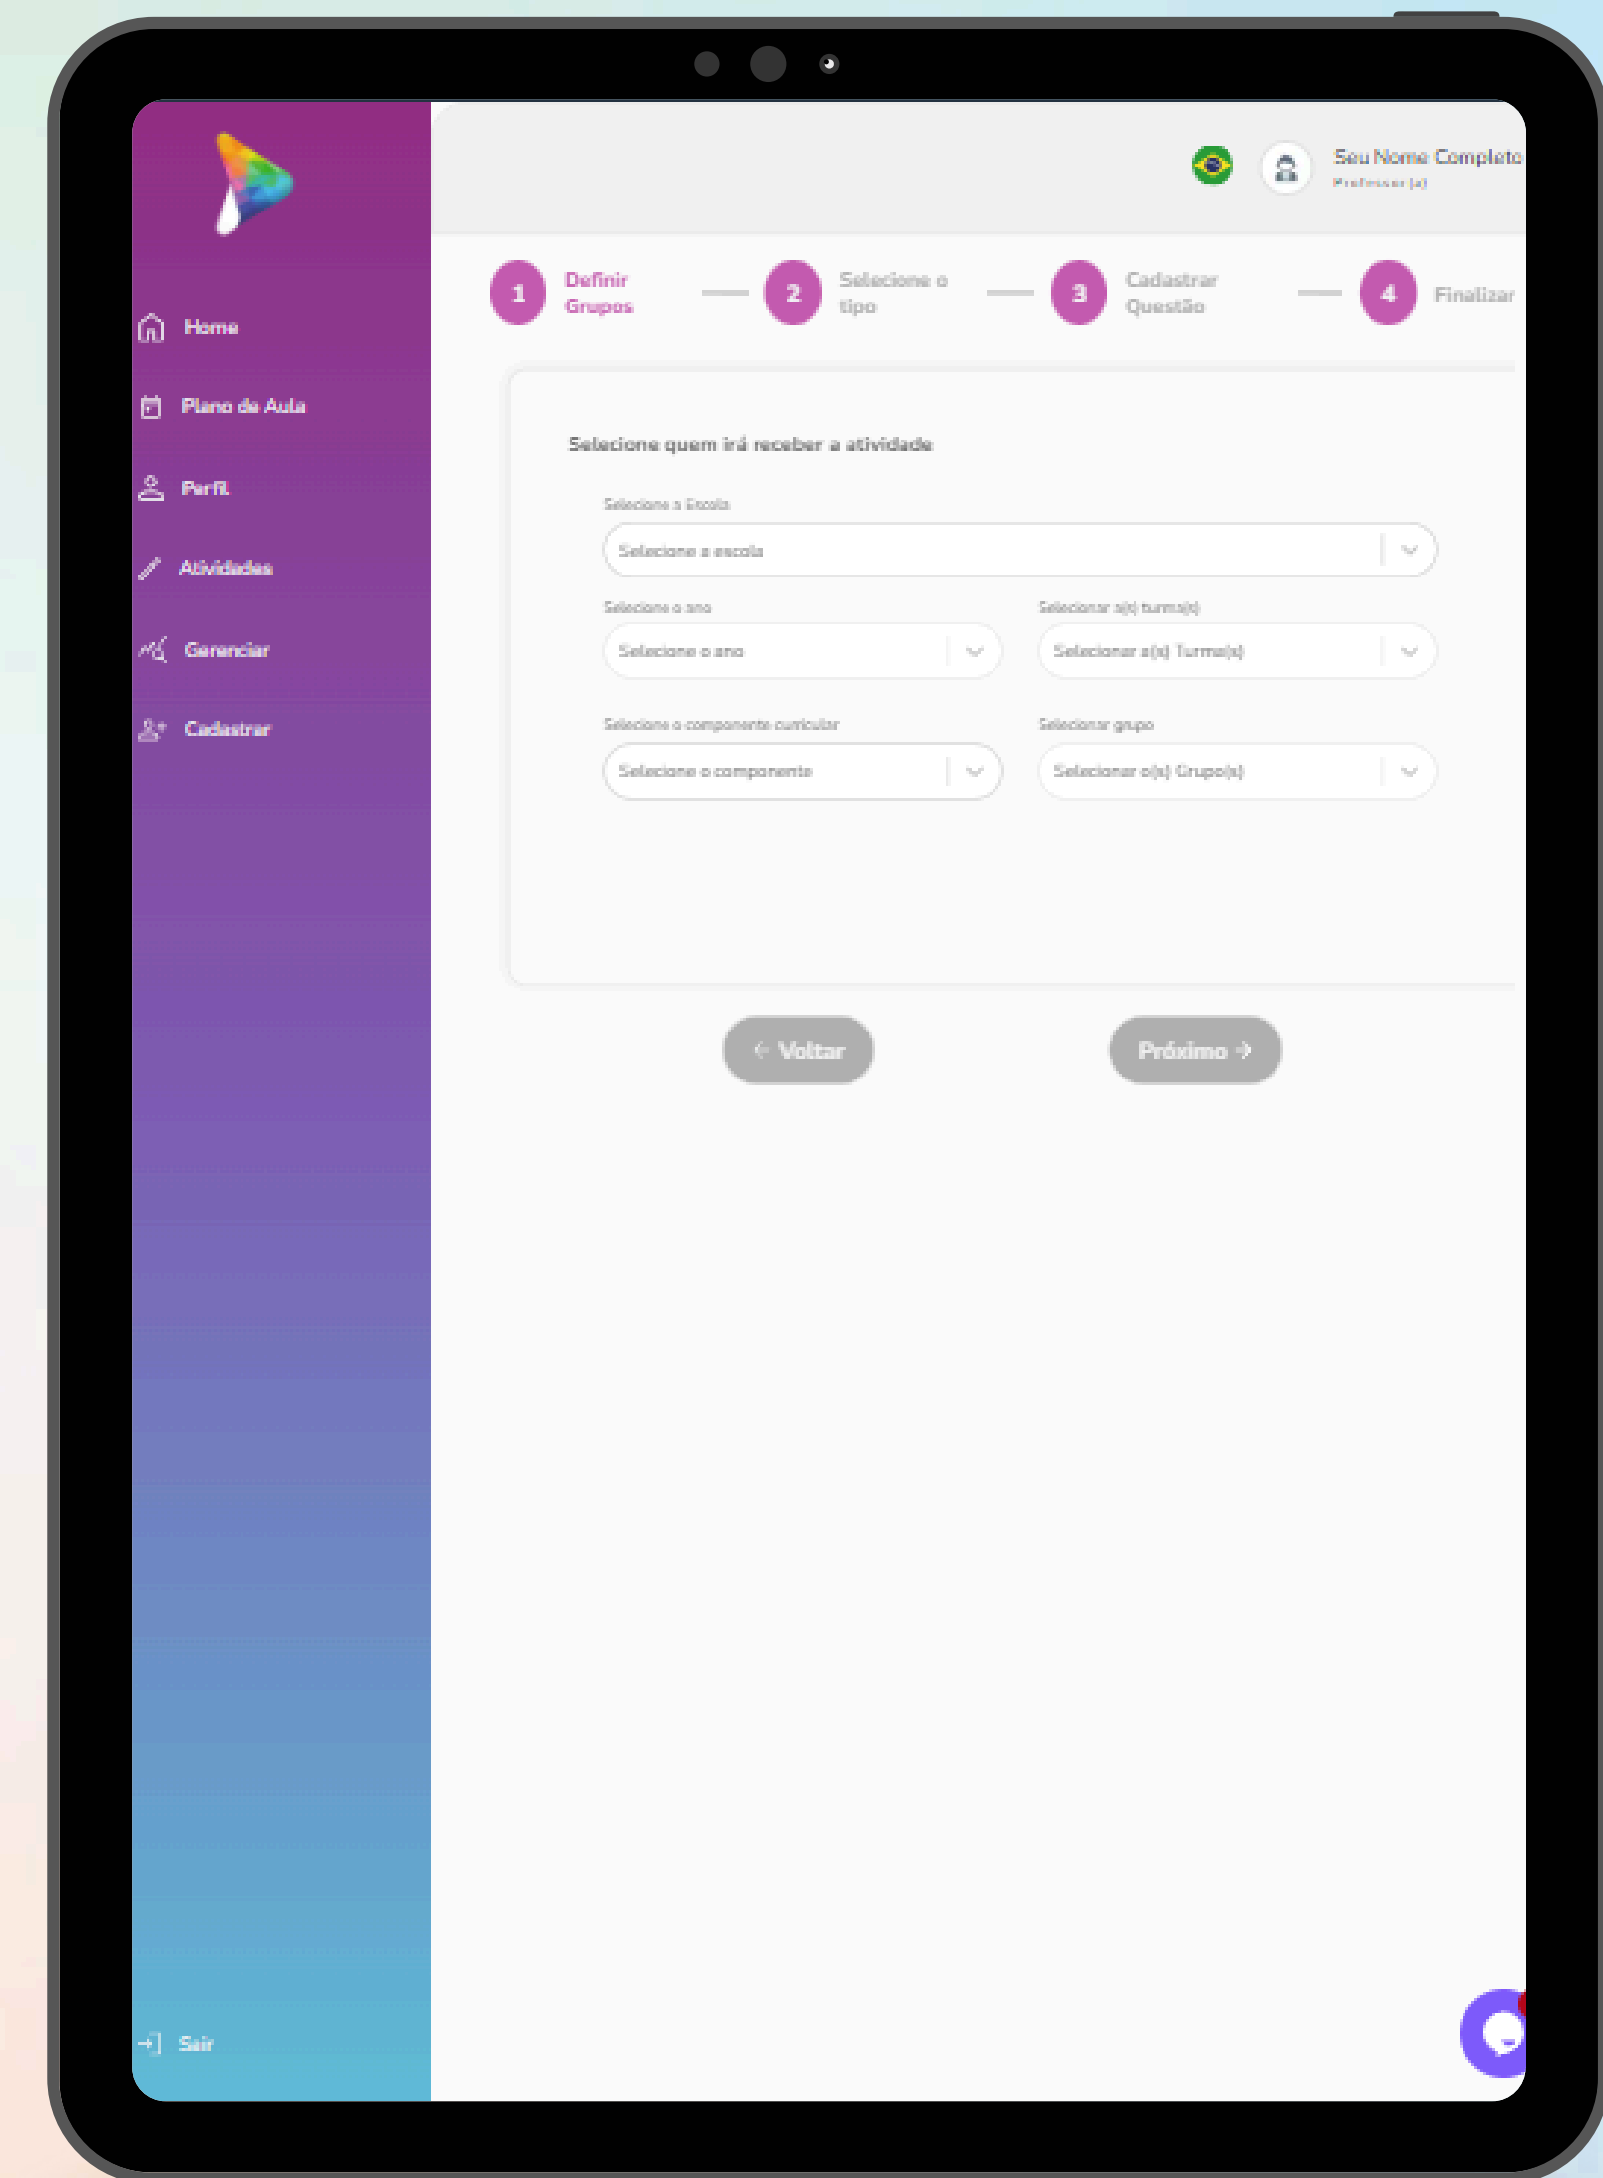 Seu Nome Completo
Professor (a)
Home
Plano de Aula
Perfil
Atividades
Gerenciar
Cadastrar
Sair
1 Definir Grupos
2 Selecione o tipo
3 Cadastrar Questão
4 Finalizar
Selecione quem irá receber a atividade
Selecione a Escola
Selecione a escola
Selecione o ano
Selecione o ano
Selecionar a(s) turma(s)
Selecionar a(s) Turma(s)
Selecione o componente curricular
Selecione o componente
Selecionar grupo
Selecionar o(s) Grupo(s)
← Voltar
Próximo →